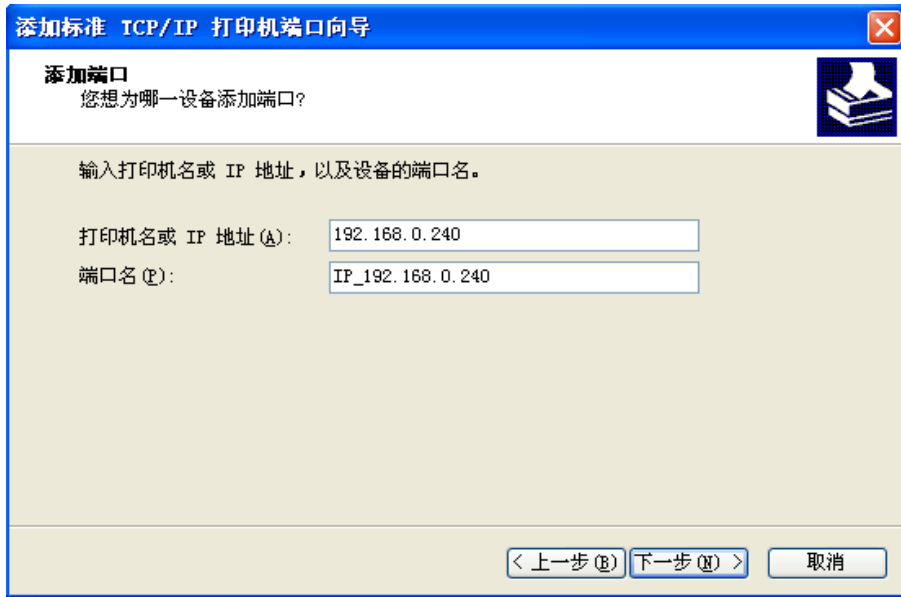 添加标准 TCP/IP 打印机端口向导
添加端口
您想为哪一设备添加端口?
输入打印机名或 IP 地址，以及设备的端口名。
打印机名或 IP 地址(A): 192.168.0.240
端口名(P): IP_192.168.0.240
< 上一步(B) 下一步(N) > 取消